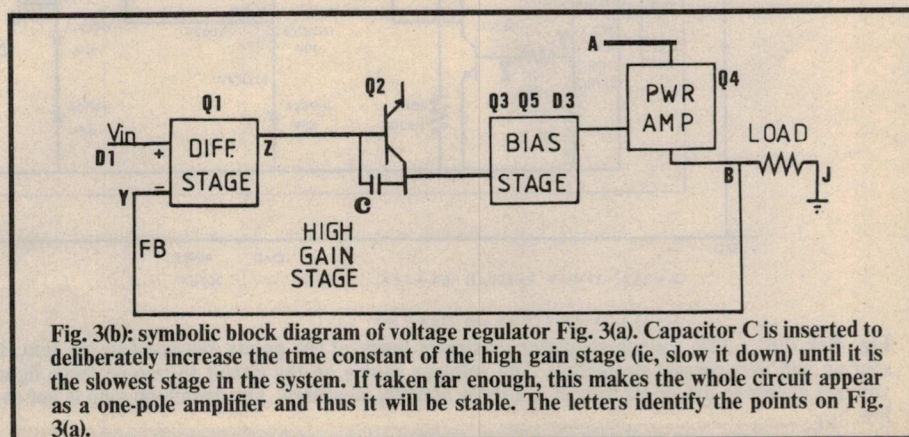 A
Q1
Q2
Q3 Q5 D3
Q4
PWR
AMP
Vin
D1
+
DIFF.
STAGE
Z
BIAS
STAGE
LOAD
Y
−
C
B
J
FB
HIGH
GAIN
STAGE
Fig. 3(b): symbolic block diagram of voltage regulator Fig. 3(a). Capacitor C is inserted to
deliberately increase the time constant of the high gain stage (ie, slow it down) until it is
the slowest stage in the system. If taken far enough, this makes the whole circuit appear
as a one-pole amplifier and thus it will be stable. The letters identify the points on Fig.
3(a).